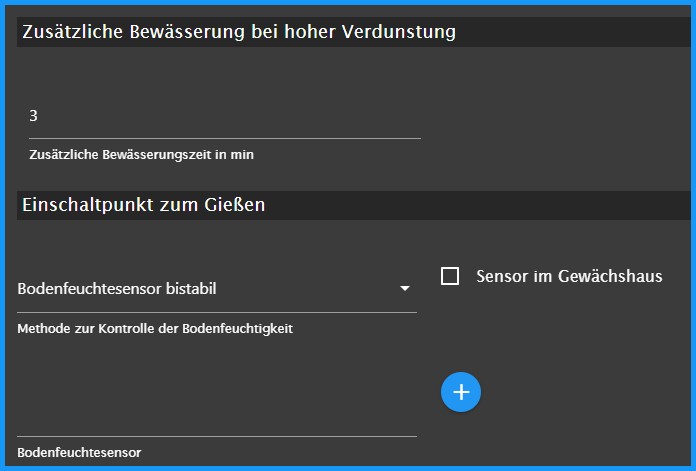 Zusätzliche Bewässerung bei hoher Verdunstung
3
Zusätzliche Bewässerungszeit in min
Einschaltpunkt zum Gießen
Bodenfeuchtesensor bistabil
Sensor im Gewächshaus
Methode zur Kontrolle der Bodenfeuchtigkeit
Bodenfeuchtesensor